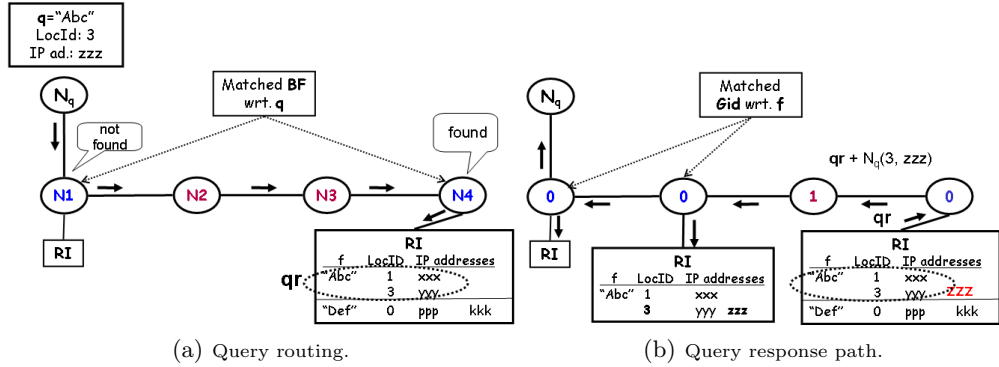 q="Abc"
LocId: 3
IP ad.: zzz
Nq
Matched BF
wrt. q
not
found
found
N1
N2
N3
N4
RI
qr
RI
f LocID IP addresses
"Abc" 1 xxx
3 yyy
"Def" 0 ppp kkk
(a) Query routing.
Nq
Matched
Gid wrt. f
qr + Nq(3, zzz)
0
0
1
0
qr
RI
RI
f LocID IP addresses
"Abc" 1 xxx
3 yyy zzz
RI
f LocID IP addresses
"Abc" 1 xxx
3 yyy zzz
"Def" 0 ppp kkk
(b) Query response path.